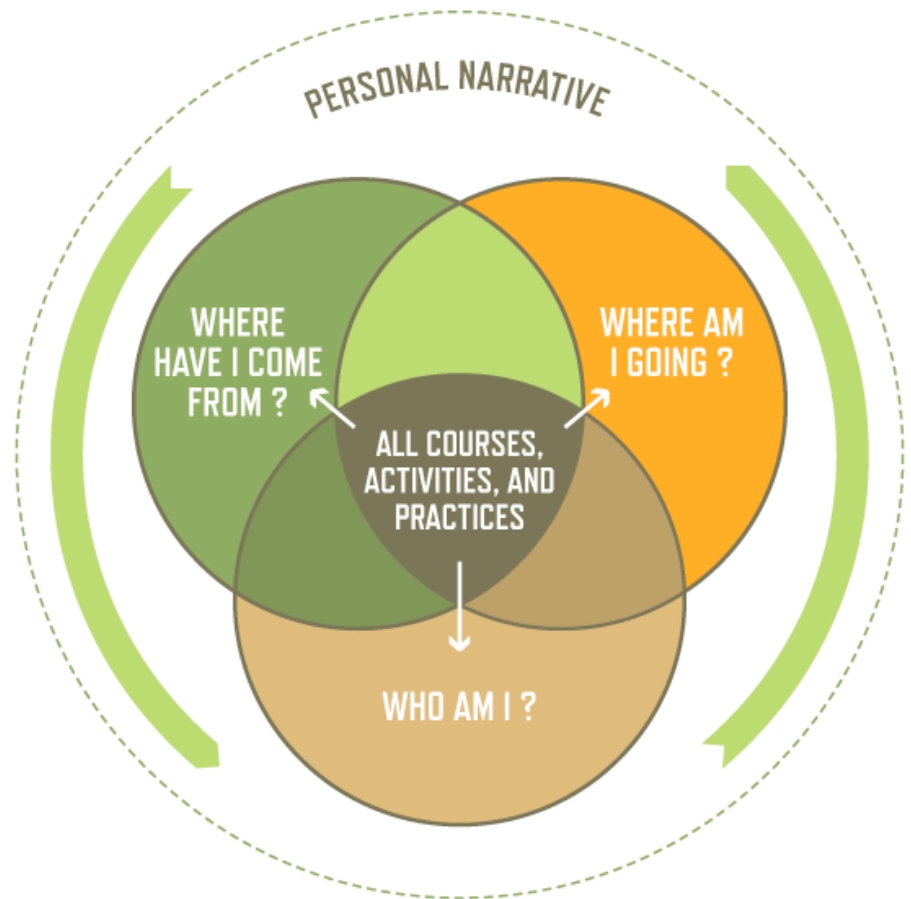 PERSONAL NARRATIVE
WHERE
HAVE I COME
FROM ?
WHERE AM
I GOING ?
ALL COURSES,
ACTIVITIES, AND
PRACTICES
WHO AM I ?